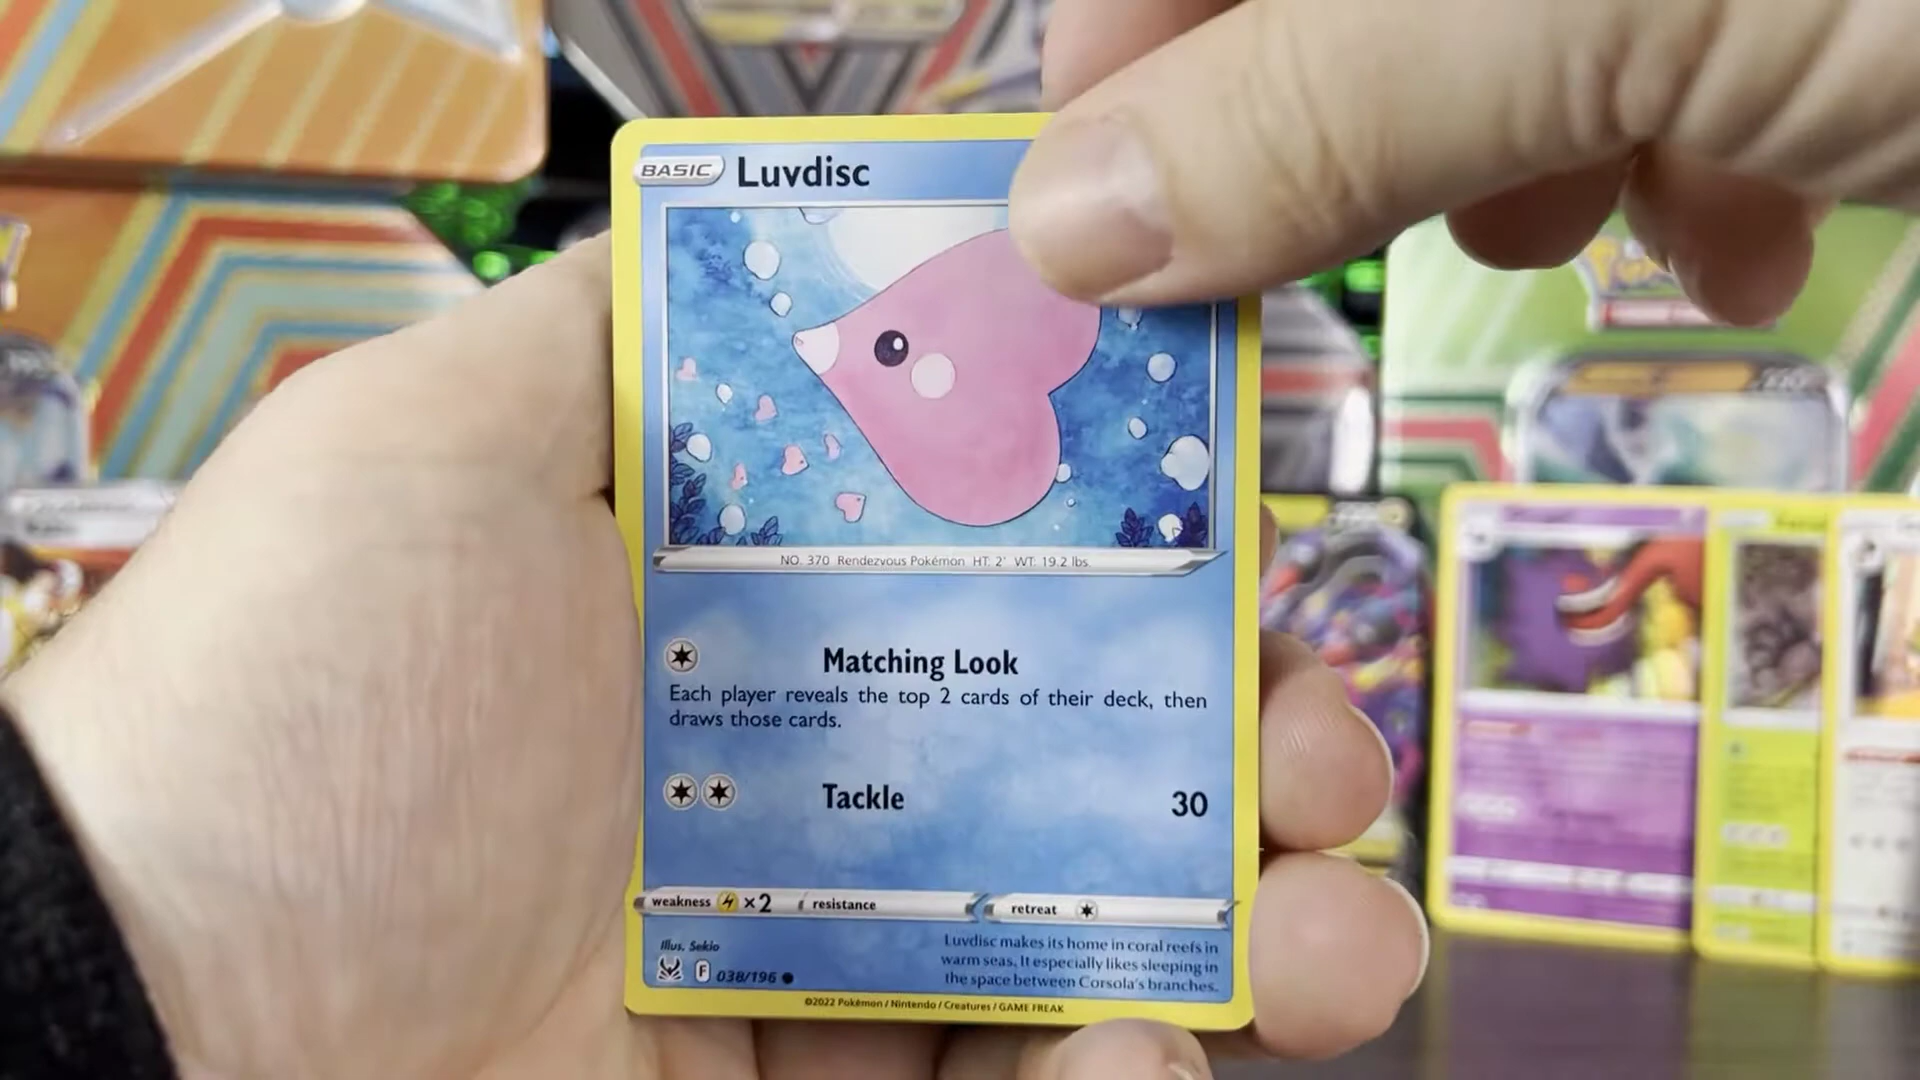 BASIC Luvdisc
NO. 370 Rendezvous Pokémon HT: 2' WT: 19.2 lbs.
Matching Look
Each player reveals the top 2 cards of their deck, then
draws those cards.
Tackle 30
weakness ×2 resistance retreat
Illus. Sekio
F 038/196
Luvdisc makes its home in coral reefs in
warm seas. It especially likes sleeping in
the space between Corsola's branches.
©2022 Pokémon / Nintendo / Creatures / GAME FREAK